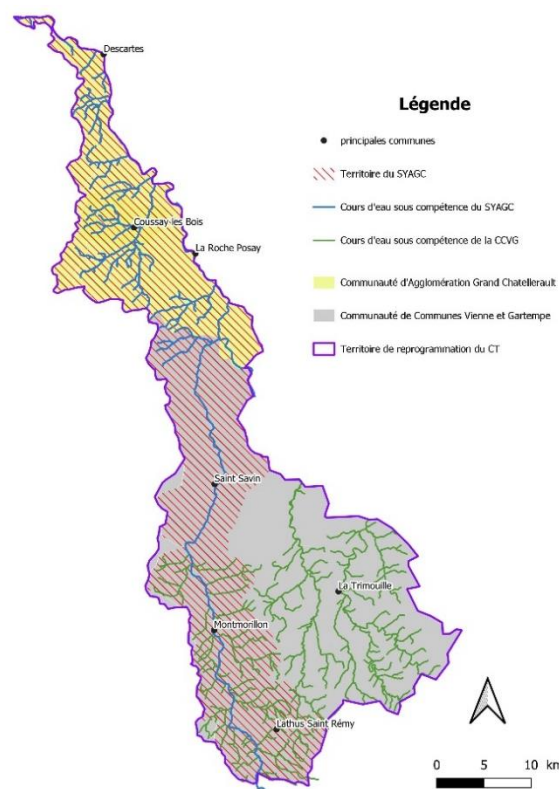 Descartes
Légende
principales communes
Territoire du SYAGC
Cours d'eau sous compétence du SYAGC
Coussay les Bois
Cours d'eau sous compétence de la CCVG
La Roche Posay
Communauté d'Agglomération Grand Chatellerault
Communauté de Communes Vienne et Gartempe
Territoire de reprogrammation du CT
Saint Savin
La Trimouille
Montmorillon
Lathus Saint Rémy
0 5 10 km